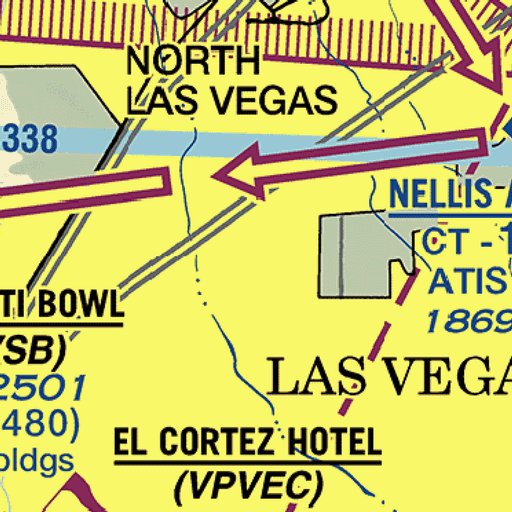 NORTH
LAS VEGAS
338
NELLIS
CT - 1
ATIS
1869
TI BOWL
(SB)
2501
480)
bldgs
LAS VEGA
EL CORTEZ HOTEL
(VPVEC)